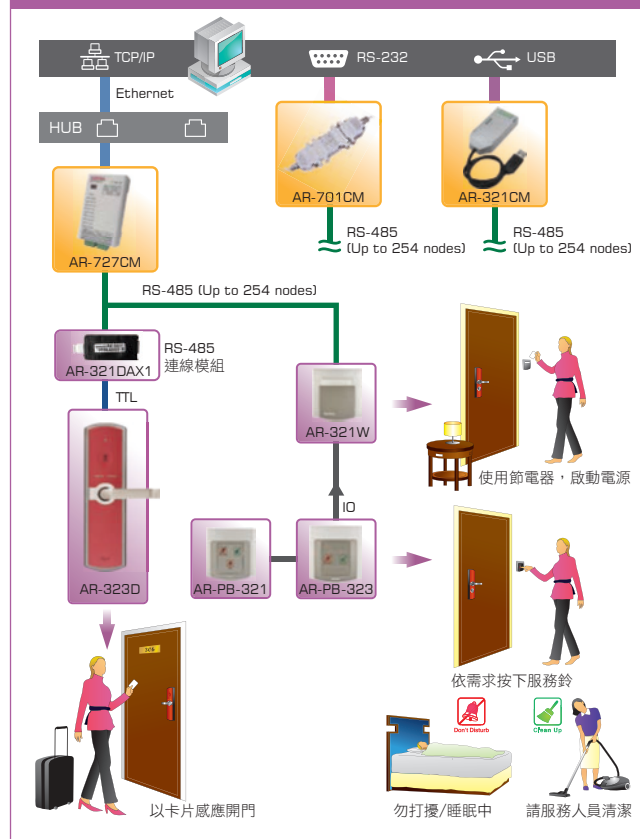 TCP/IP
RS-232
USB
Ethernet
HUB
AR-727CM
AR-701CM
AR-321CM
RS-485
(Up to 254 nodes)
RS-485
(Up to 254 nodes)
RS-485 (Up to 254 nodes)
AR-321DAX1
RS-485
連線模組
TTL
AR-323D
AR-321W
IO
AR-PB-321
AR-PB-323
使用節電器，啟動電源
依需求按下服務鈴
以卡片感應開門
Don't Disturb
Clean Up
勿打擾/睡眠中
請服務人員清潔